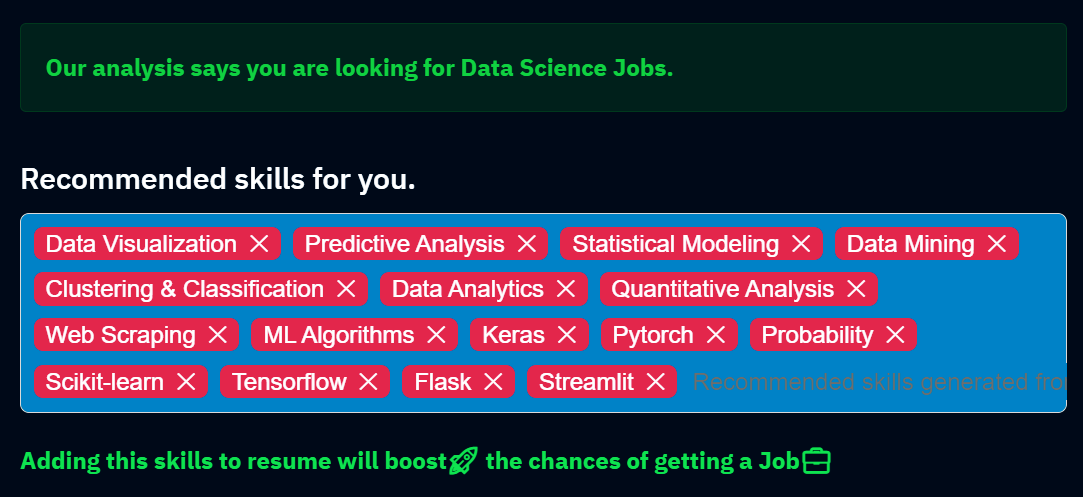 Our analysis says you are looking for Data Science Jobs.
Recommended skills for you.
Data Visualization Predictive Analysis Statistical Modeling Data Mining
Clustering & Classification Data Analytics Quantitative Analysis
Web Scraping ML Algorithms Keras Pytorch Probability
Scikit-learn Tensorflow Flask Streamlit Recommended skills generated
Adding this skills to resume will boost🚀 the chances of getting a Job💼